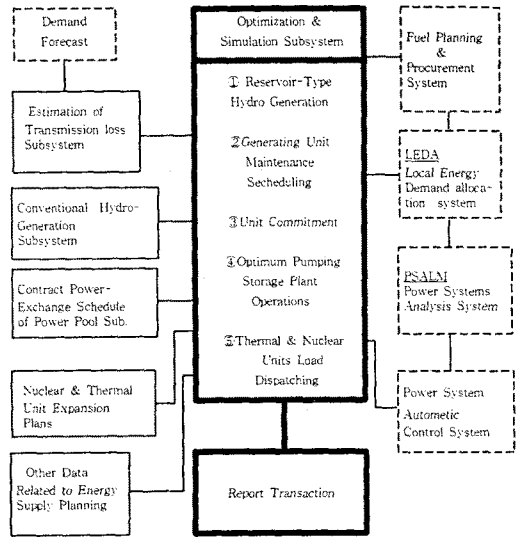 Demand
Forecast
Estimation of
Transmission loss
Subsystem
Conventional Hydro-
Generation
Subsystem
Contract Power-
Exchange Schedule
of Power Pool Sub.
Nuclear & Thermal
Unit Expansion
Plans
Other Data
Related to Energy
Supply Planning
Optimization &
Simulation Subsystem
① Reservoir-Type
Hydro Generation
②Generating Unit
Maintenance
Secheduling
③Unit Commitment
④Optimum Pumping
Storage Plant
Operations
⑤Thermal & Nuclear
Units Load
Dispatching
Report Transaction
Fuel Planning
&
Procurement
System
LEDA
Local Energy
Demand alloca-
tion system
PSALM
Power Systems
Analysis System
Power System
Autometic
Control System